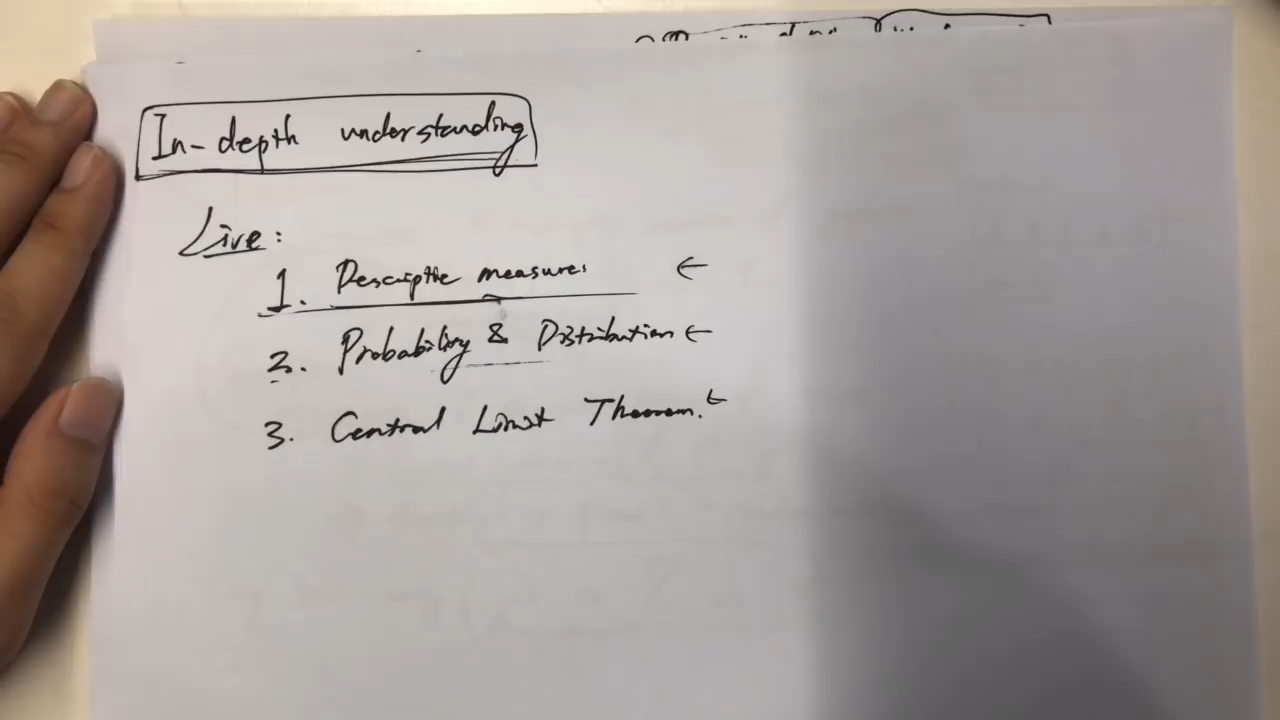 In-depth understanding
Live:
1. Descriptive measures ←
2. Probability & Distribution ←
3. Central Limit Theorem. ←